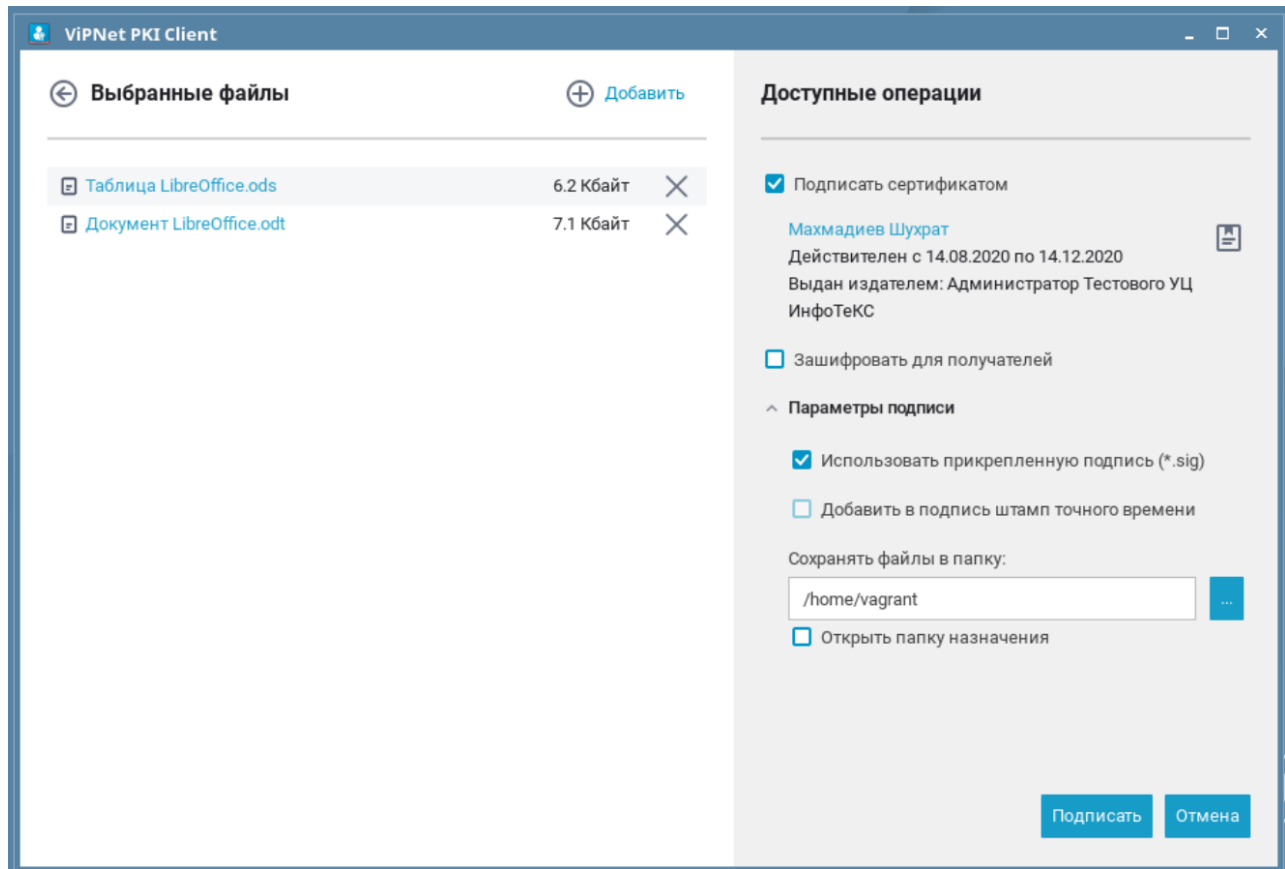 ViPNet PKI Client
Выбранные файлы
Добавить
Таблица LibreOffice.ods 6.2 Кбайт
Документ LibreOffice.odt 7.1 Кбайт
Доступные операции
Подписать сертификатом
Махмадиев Шухрат
Действителен с 14.08.2020 по 14.12.2020
Выдан издателем: Администратор Тестового УЦ
ИнфоТеКС
Зашифровать для получателей
Параметры подписи
Использовать прикрепленную подпись (*.sig)
Добавить в подпись штамп точного времени
Сохранять файлы в папку:
/home/vagrant
...
Открыть папку назначения
Подписать Отмена